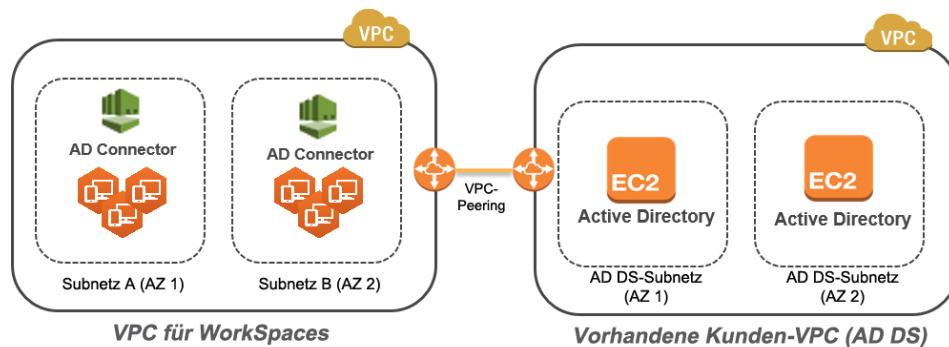 VPC
VPC
AD Connector
AD Connector
EC2
EC2
Active Directory
Active Directory
VPC-
Peering
Subnetz A (AZ 1)
Subnetz B (AZ 2)
AD DS-Subnetz
(AZ 1)
AD DS-Subnetz
(AZ 2)
VPC für WorkSpaces
Vorhandene Kunden-VPC (AD DS)